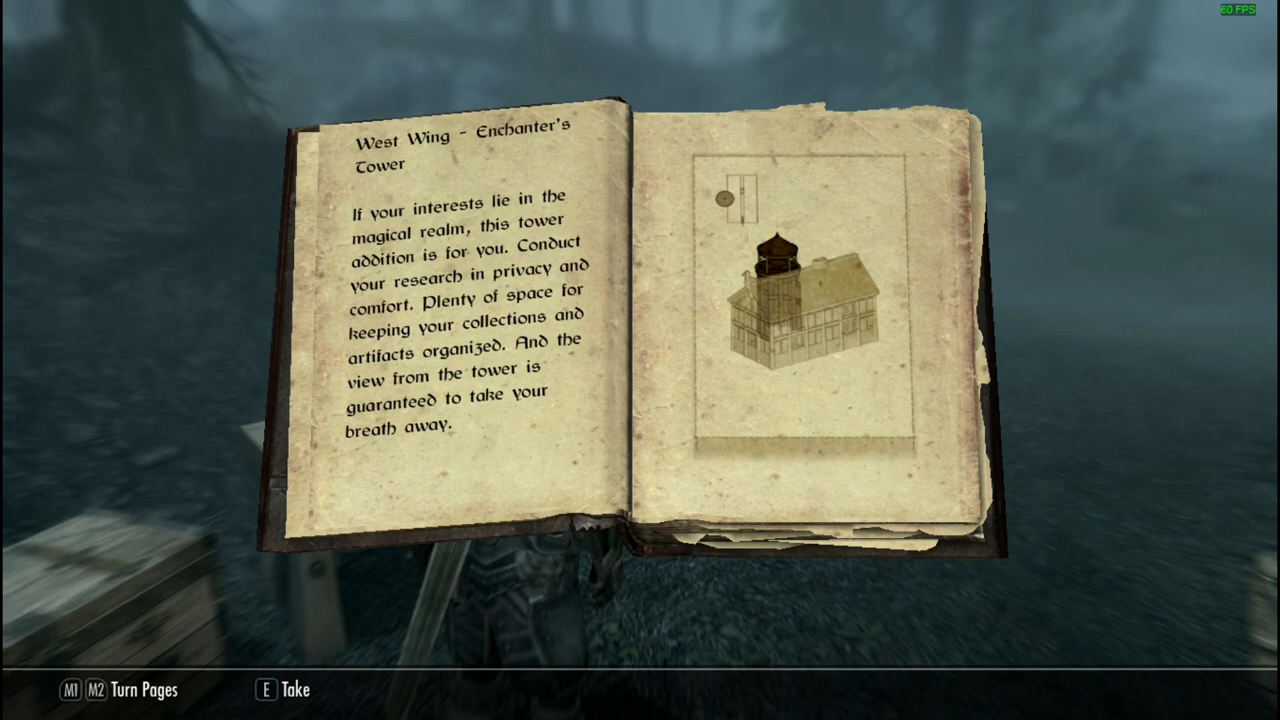 60 FPS
West Wing - Enchanter's
Tower
If your interests lie in the
magical realm, this tower
addition is for you. Conduct
your research in privacy and
comfort. Plenty of space for
keeping your collections and
artifacts organized. And the
view from the tower is
guaranteed to take your
breath away.
M1 M2 Turn Pages
E Take